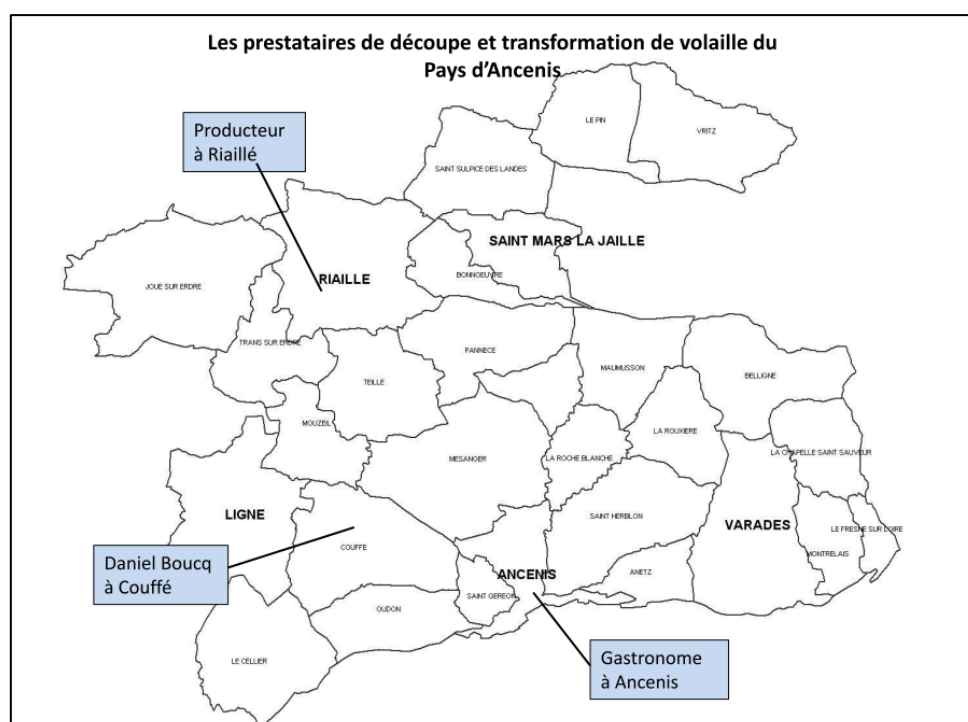 Les prestataires de découpe et transformation de volaille du
Pays d'Ancenis
Producteur
à Riaillé
LE PIN
VRITZ
SAINT SULPICE DES LANDES
SAINT MARS LA JAILLE
RIAILLE
BONNOEUVRE
JOUE SUR ERDRE
TRANS SUR ERDRE
PANNECE
MAUMUSSON
BELLIGNE
TEILLE
MOUZEIL
LA ROUXIERE
MESANGER
LA ROCHE BLANCHE
LA CHAPELLE SAINT SAUVEUR
LIGNE
SAINT HERBLON
VARADES
LE FRESNE SUR LOIRE
Daniel Boucq
à Couffé
COUFFE
MONTRELAIS
ANCENIS
ANETZ
SAINT GEREON
OUDON
LE CELLIER
Gastronome
à Ancenis